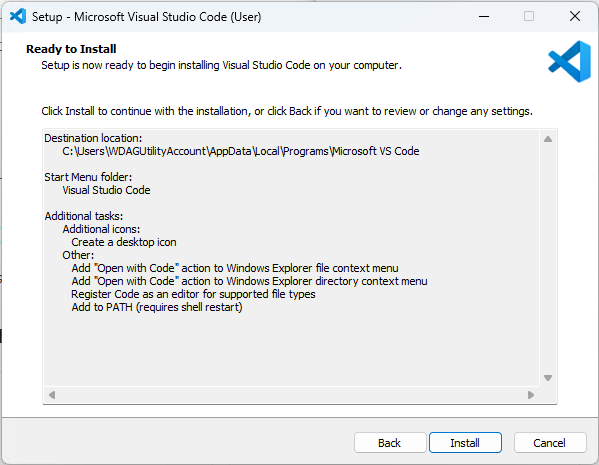 Setup - Microsoft Visual Studio Code (User)
Ready to Install
Setup is now ready to begin installing Visual Studio Code on your computer.
Click Install to continue with the installation, or click Back if you want to review or change any settings.
Destination location:
C:\Users\WDAGUtilityAccount\AppData\Local\Programs\Microsoft VS Code
Start Menu folder:
Visual Studio Code
Additional tasks:
Additional icons:
Create a desktop icon
Other:
Add "Open with Code" action to Windows Explorer file context menu
Add "Open with Code" action to Windows Explorer directory context menu
Register Code as an editor for supported file types
Add to PATH (requires shell restart)
Back
Install
Cancel